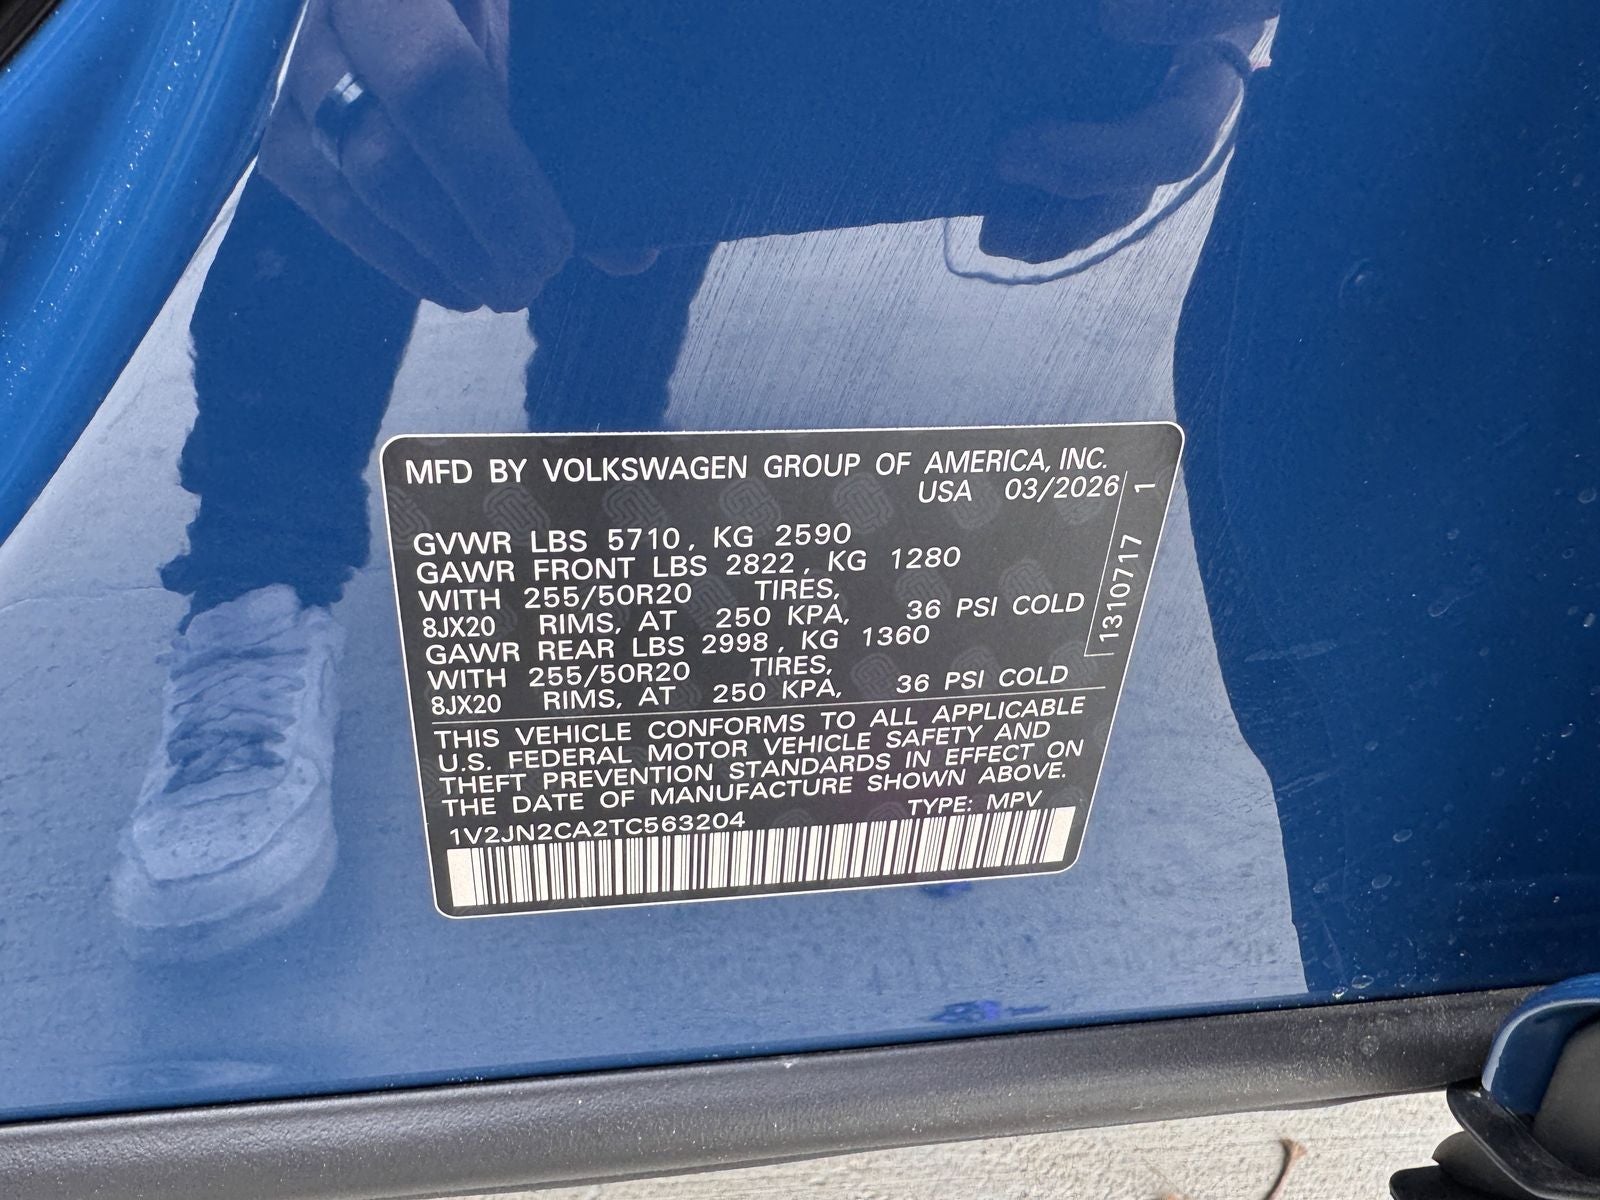 MFD BY VOLKSWAGEN GROUP OF AMERICA, INC.
USA 03/2026
GVWR LBS 5710, KG 2590
GAWR FRONT LBS 2822, KG 1280
WITH 255/50R20 TIRES,
8JX20 RIMS, AT 250 KPA, 36 PSI COLD
GAWR REAR LBS 2998, KG 1360
WITH 255/50R20 TIRES,
8JX20 RIMS, AT 250 KPA, 36 PSI COLD
THIS VEHICLE CONFORMS TO ALL APPLICABLE
U.S. FEDERAL MOTOR VEHICLE SAFETY AND
THEFT PREVENTION STANDARDS IN EFFECT ON
THE DATE OF MANUFACTURE SHOWN ABOVE.
TYPE: MPV
1V2JN2CA2TC563204
1310717 1